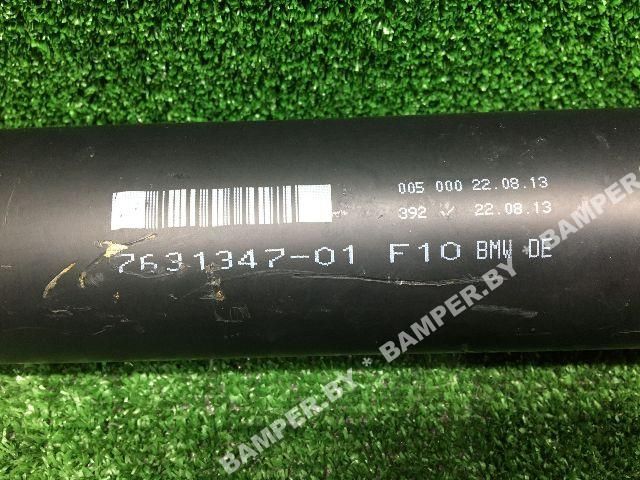 005 000 22.08.13
392 22.08.13
7631347-01 F10 BMW DE
BAMPER.BY * BAMPER.BY * BAMPER.BY